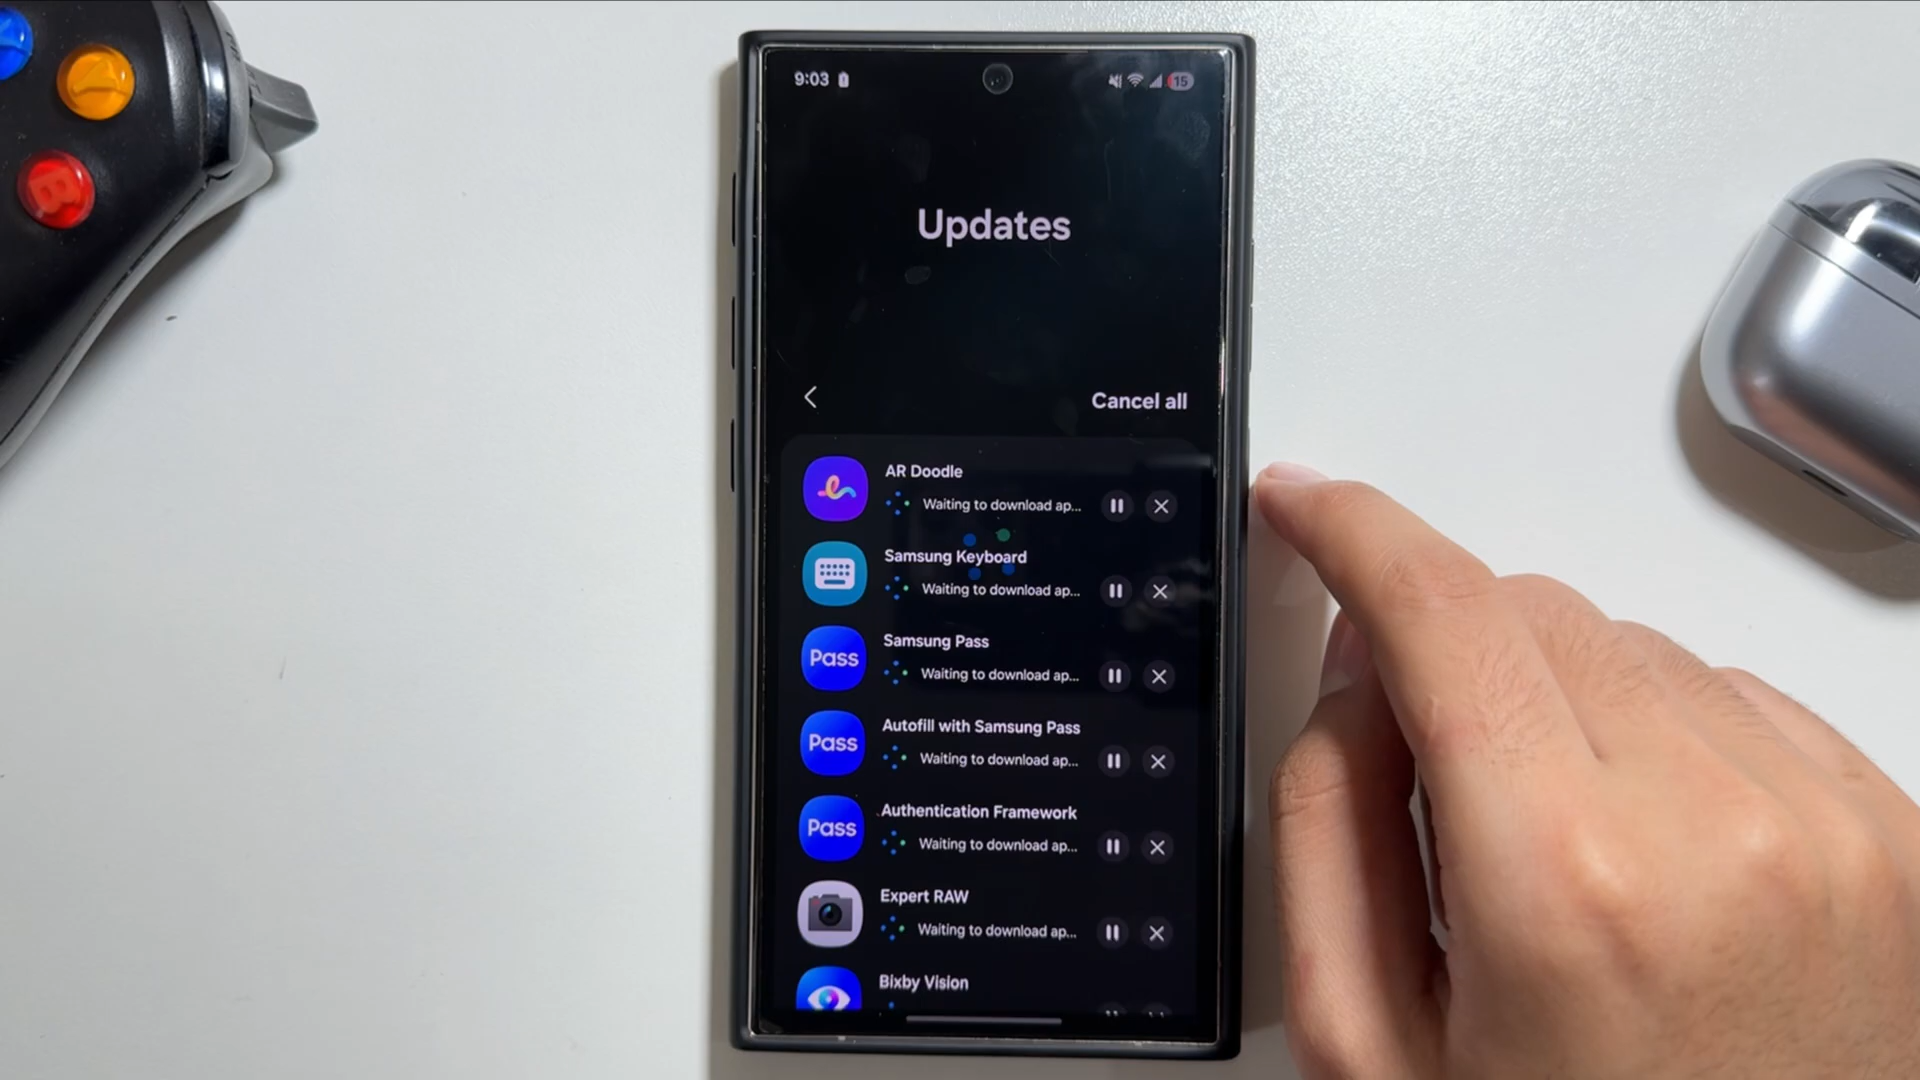 9:03
15
Updates
Cancel all
AR Doodle
Waiting to download ap...
Samsung Keyboard
Waiting to download ap...
Pass
Samsung Pass
Waiting to download ap...
Pass
Autofill with Samsung Pass
Waiting to download ap...
Pass
Authentication Framework
Waiting to download ap...
Expert RAW
Waiting to download ap...
Bixby Vision
B